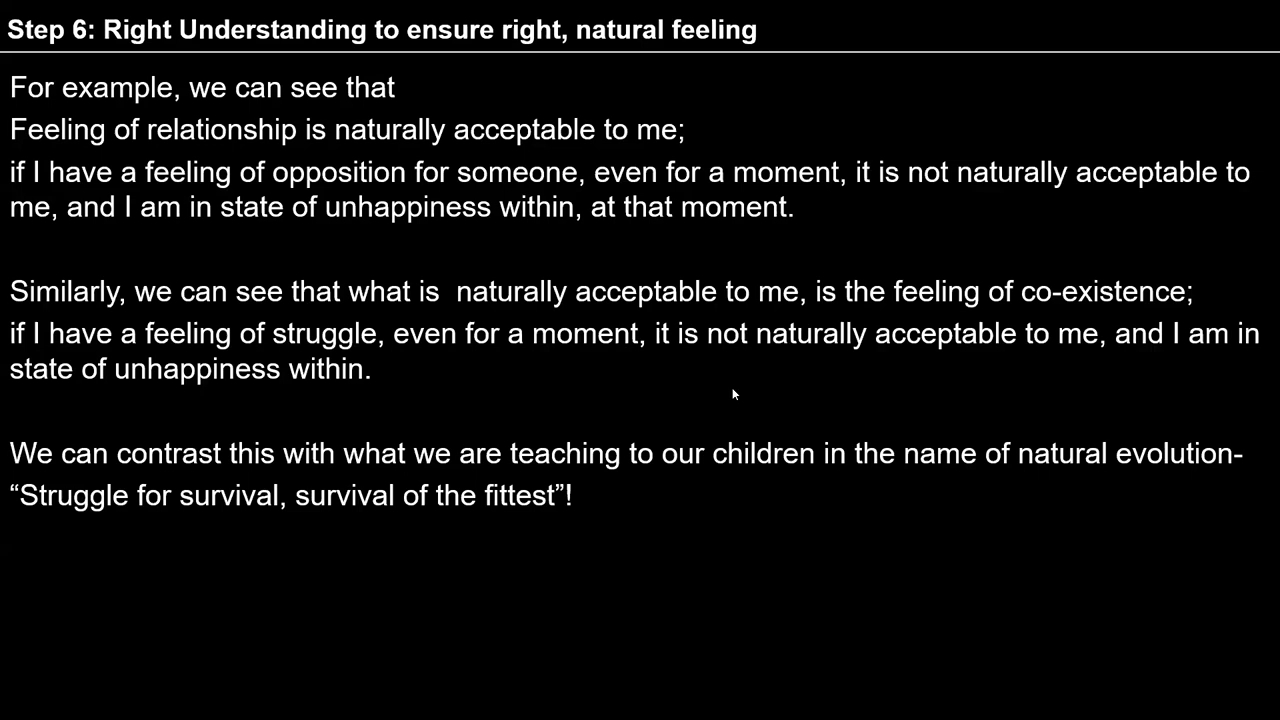 Step 6: Right Understanding to ensure right, natural feeling
For example, we can see that
Feeling of relationship is naturally acceptable to me;
if I have a feeling of opposition for someone, even for a moment, it is not naturally acceptable to
me, and I am in state of unhappiness within, at that moment.
Similarly, we can see that what is  naturally acceptable to me, is the feeling of co-existence;
if I have a feeling of struggle, even for a moment, it is not naturally acceptable to me, and I am in
state of unhappiness within.
We can contrast this with what we are teaching to our children in the name of natural evolution-
“Struggle for survival, survival of the fittest”!